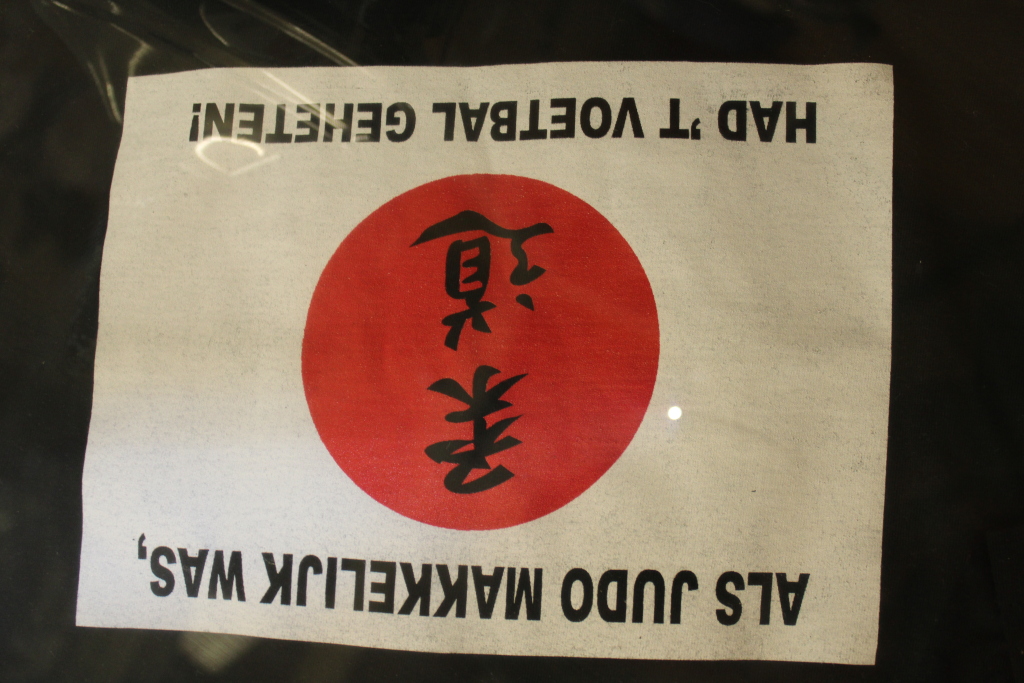 ALS JUDO MAKKELIJK WAS,
柔道
HAD 'T VOETBAL GEHETEN!